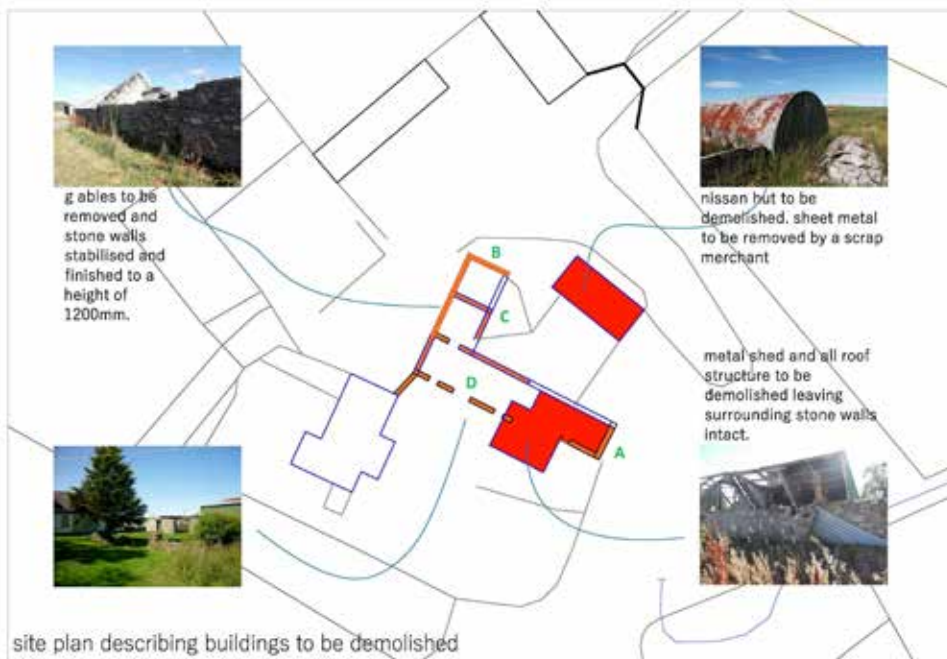 g ables to be
removed and
stone walls
stabilised and
finished to a
height of
1200mm.
nissan hut to be
demolished. sheet metal
to be removed by a scrap
merchant
B
C
metal shed and all roof
structure to be
demolished leaving
surrounding stone walls
intact.
D
A
site plan describing buildings to be demolished